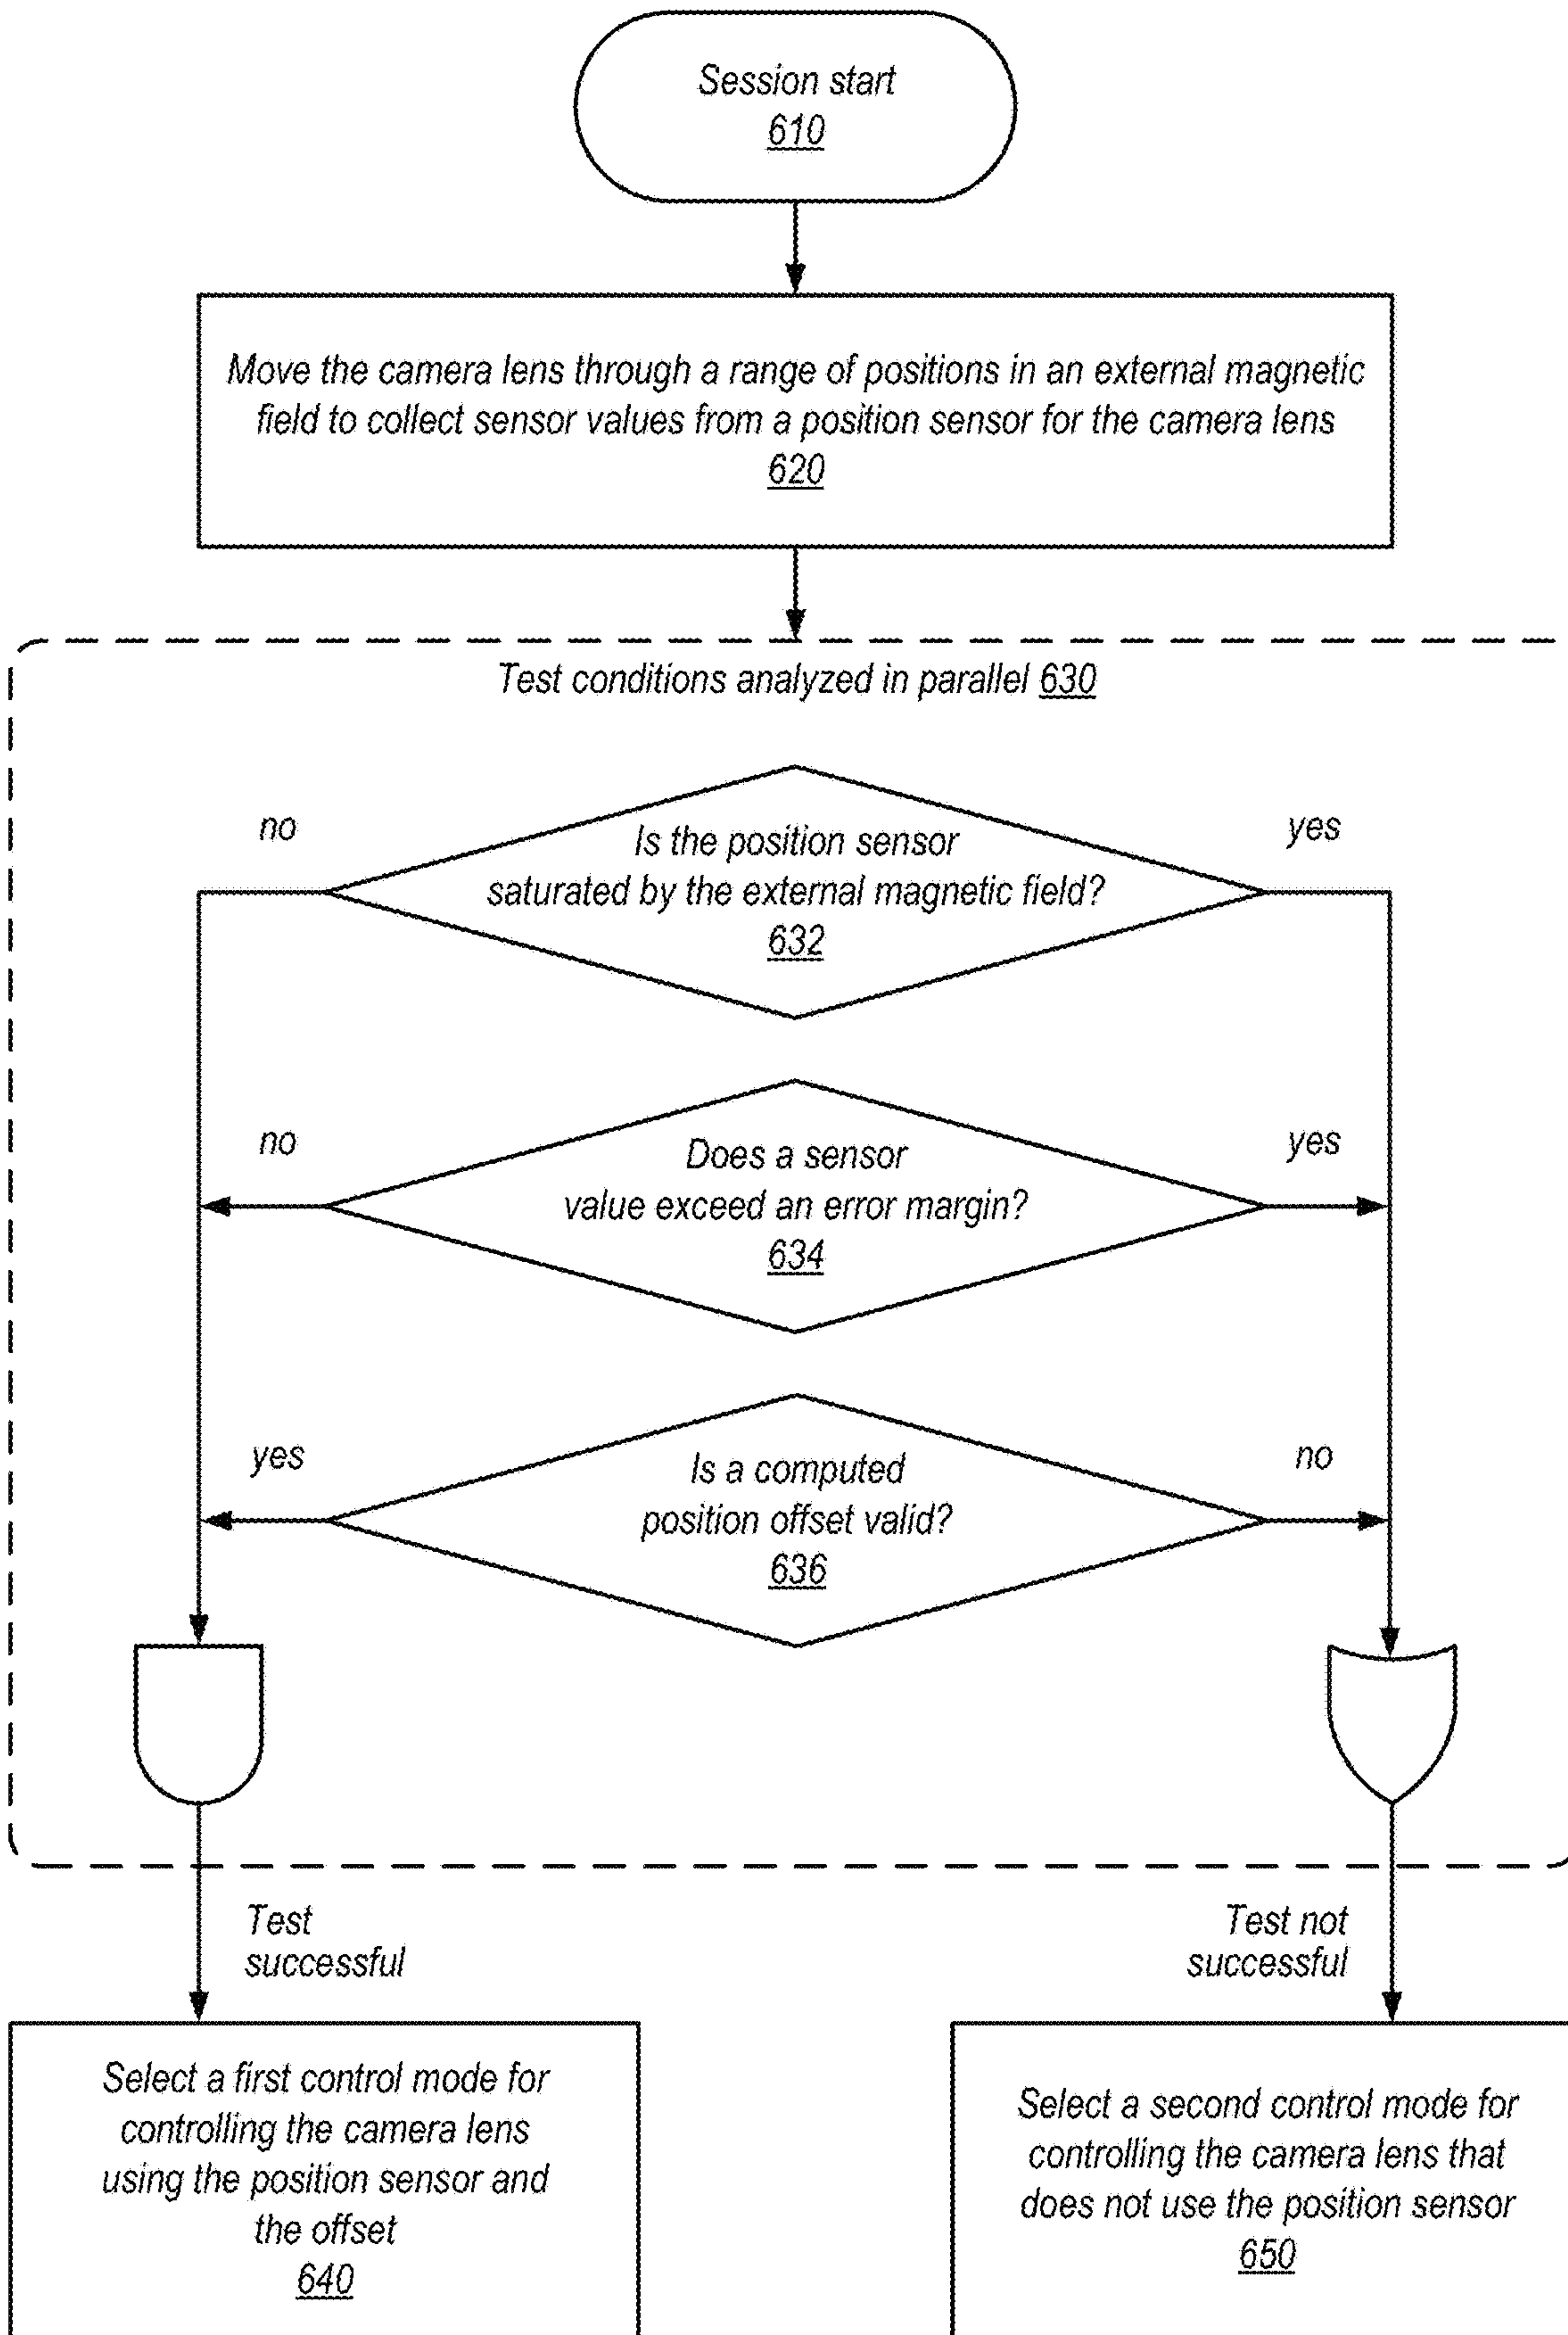 Session start
610
Move the camera lens through a range of positions in an external magnetic
field to collect sensor values from a position sensor for the camera lens
620
Test conditions analyzed in parallel 630
no
yes
Is the position sensor
saturated by the external magnetic field?
632
no
yes
Does a sensor
value exceed an error margin?
634
yes
no
Is a computed
position offset valid?
636
Test
successful
Test not
successful
Select a first control mode for
controlling the camera lens
using the position sensor and
the offset
640
Select a second control mode for
controlling the camera lens that
does not use the position sensor
650